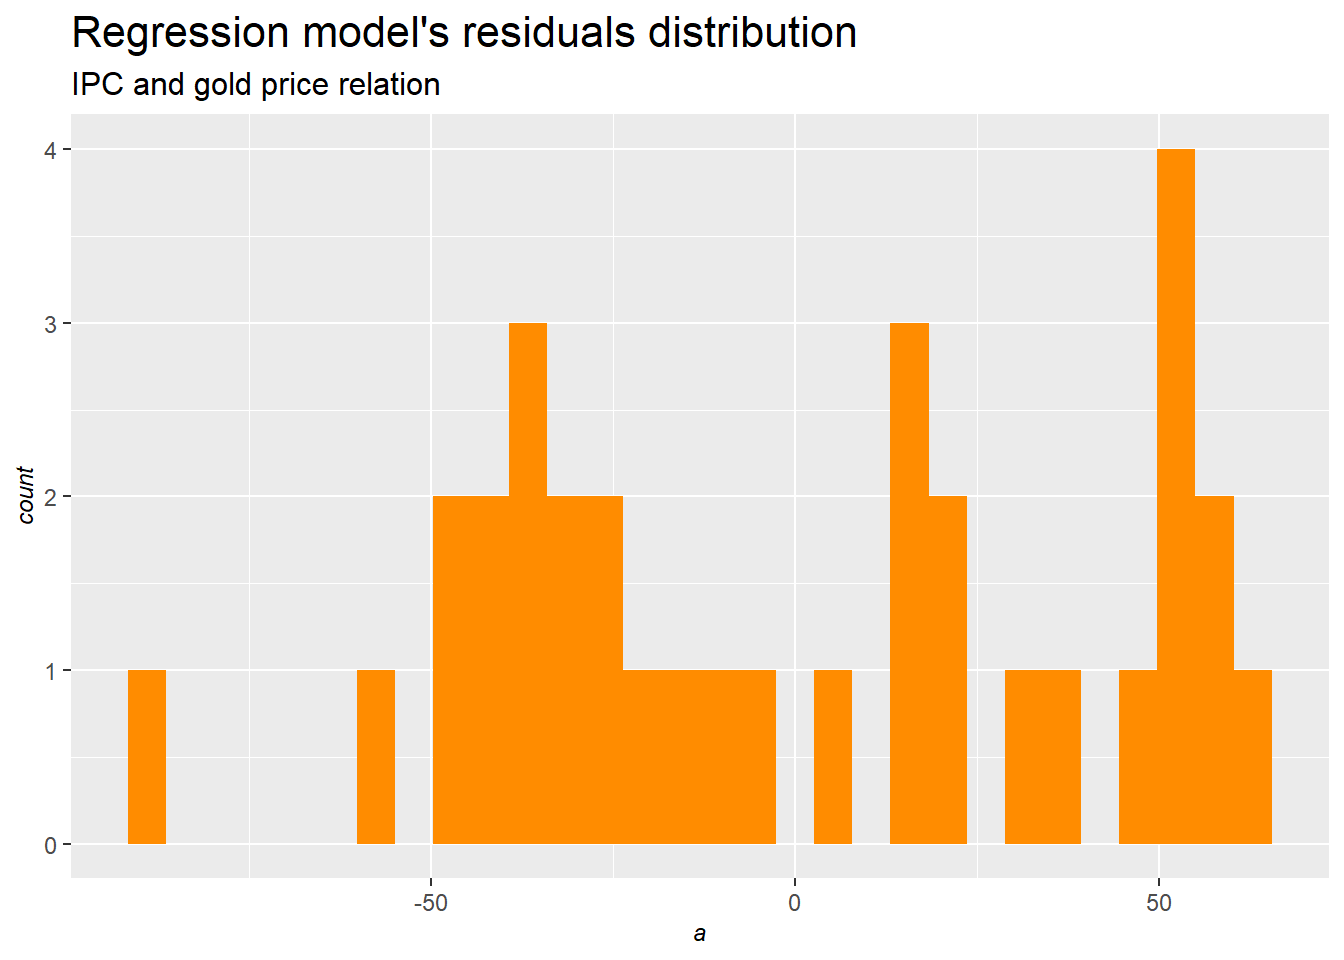 Regression model's residuals distribution
IPC and gold price relation
4
3
2
1
0
count
-50
0
50
a